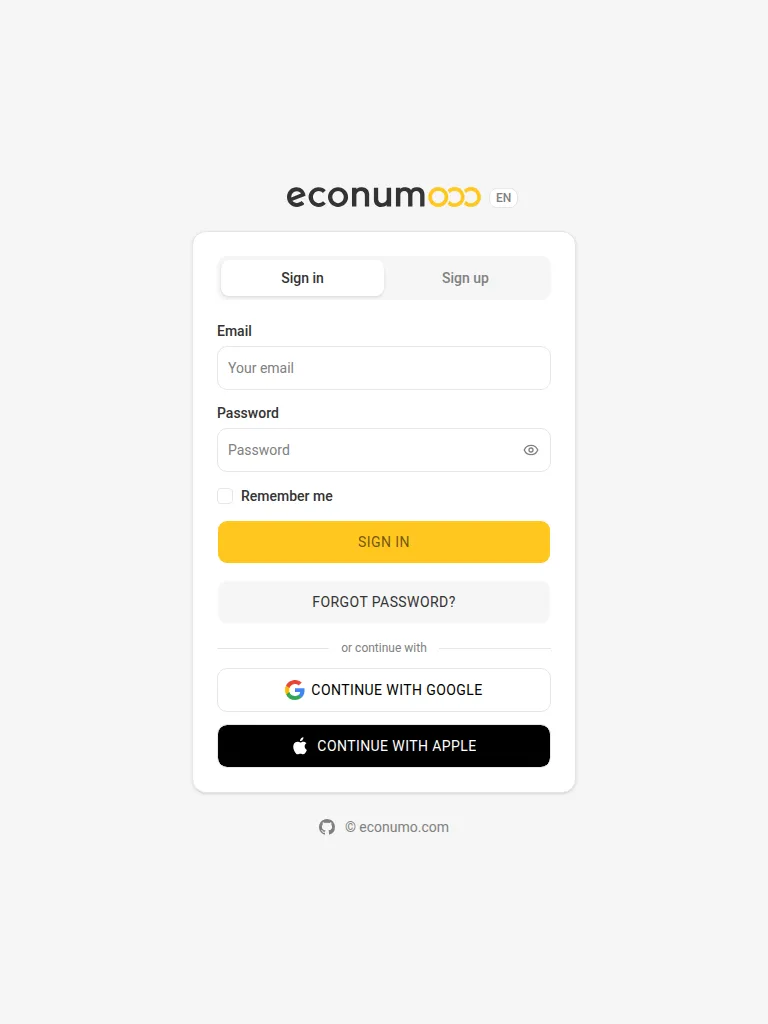 econumooo
EN
Sign in
Sign up
Email
Your email
Password
Password
Remember me
SIGN IN
FORGOT PASSWORD?
or continue with
CONTINUE WITH GOOGLE
CONTINUE WITH APPLE
© econumo.com